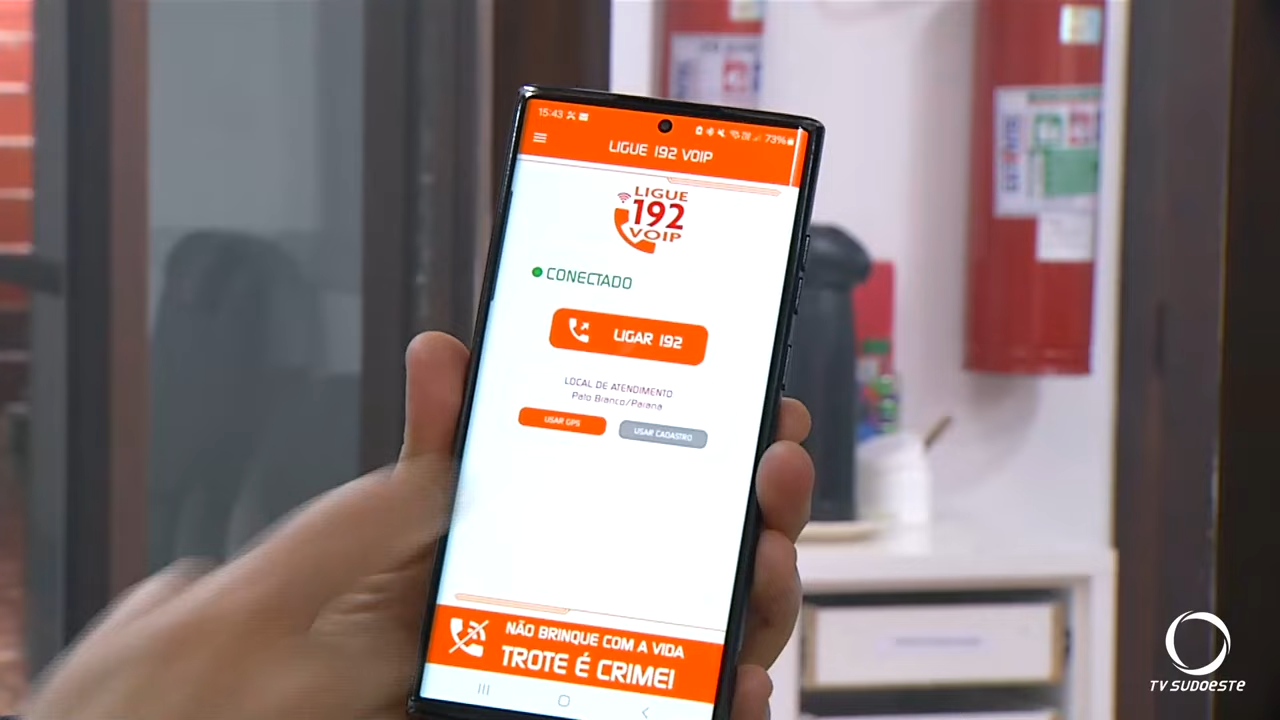 15:43
73%
LIGUE 192 VOIP
LIGUE
192
VOIP
CONECTADO
LIGAR 192
LOCAL DE ATENDIMENTO
Pato Branco/Paraná
USAR GPS
USAR CADASTRO
NÃO BRINQUE COM A VIDA
TROTE É CRIME!
TV SUDOESTE